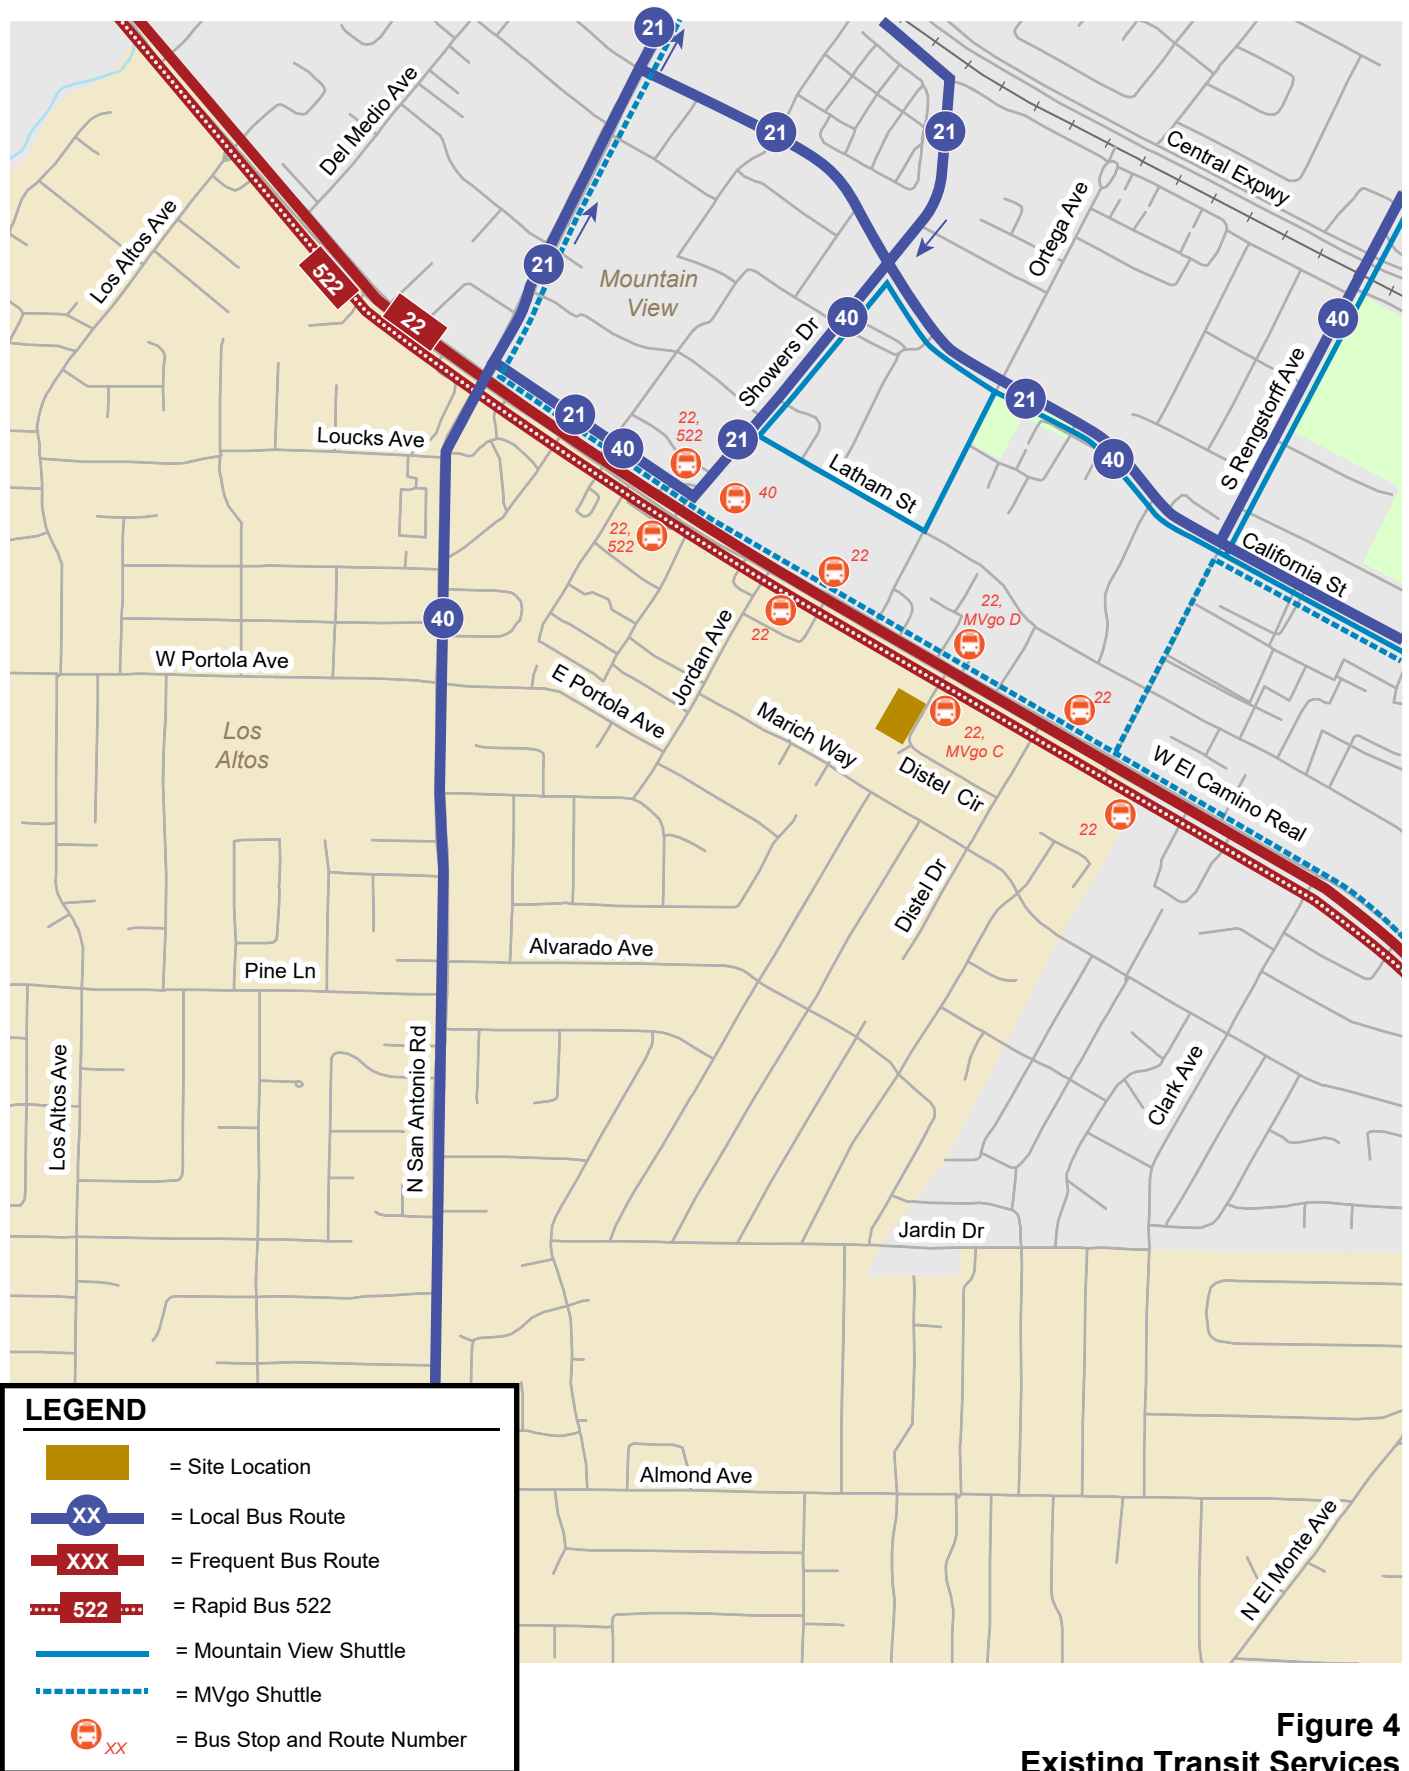 21
Del Medio Ave
21
21
Central Expwy
Los Altos Ave
Ortega Ave
522
22
21
Mountain
View
40
40
Showers Dr
S Rengstorff Ave
21
21
40
22,
522
21
40
Loucks Ave
Latham St
40
22,
522
22
California St
40
22
22,
MVgo D
W Portola Ave
E Portola Ave
Jordan Ave
Marich Way
22
22,
MVgo C
Los
Altos
Distel Cir
W El Camino Real
22
Distel Dr
Alvarado Ave
Pine Ln
Los Altos Ave
N San Antonio Rd
Clark Ave
Jardin Dr
Almond Ave
N El Monte Ave
LEGEND
= Site Location
XX
= Local Bus Route
XXX
= Frequent Bus Route
522
= Rapid Bus 522
= Mountain View Shuttle
= MVgo Shuttle
XX
= Bus Stop and Route Number
Figure 4
Existing Transit Services